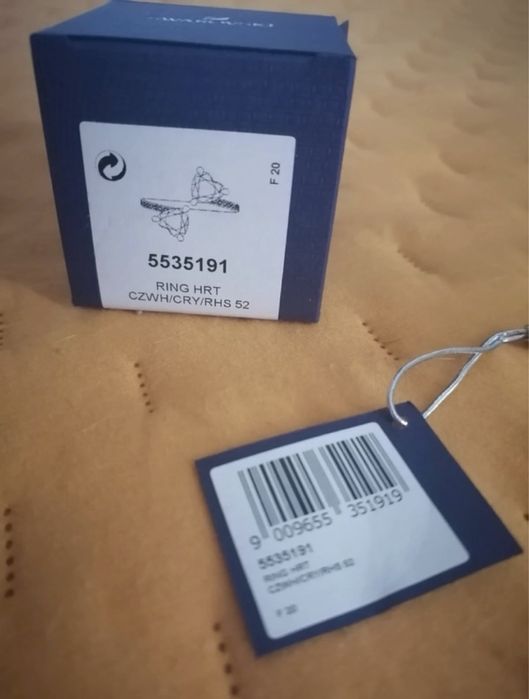 SWAROVSKI
F 20
5535191
RING HRT
CZWH/CRY/RHS 52
9 009655 351919
5535191
RING HRT
CZWH/CRY/RHS 52
F 20